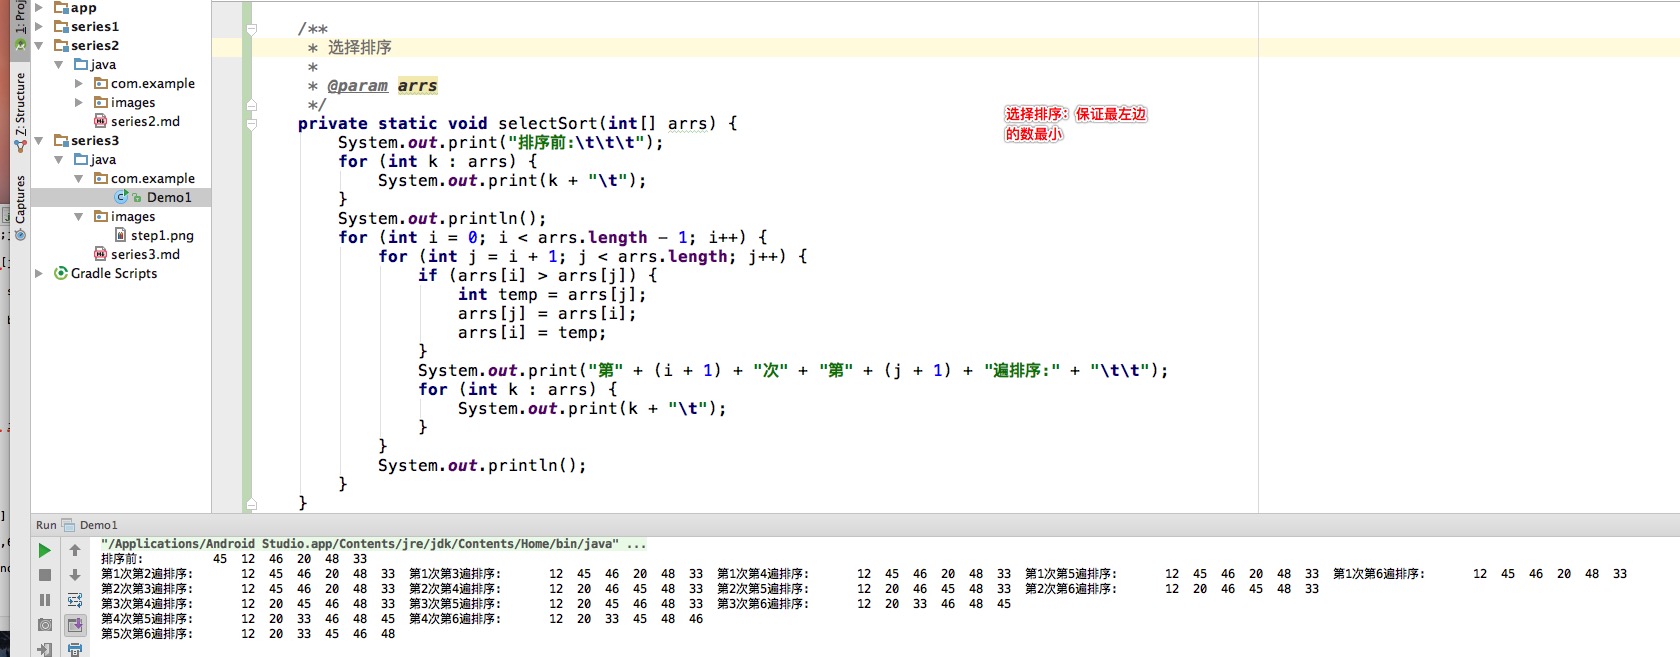 1: Proj
Z: Structure
Captures
app
series1
series2
java
com.example
images
series2.md
series3
java
com.example
Demo1
images
step1.png
series3.md
Gradle Scripts
/**
* 选择排序
*
* @param arrs
*/
private static void selectSort(int[] arrs) {
System.out.print("排序前:\t\t\t");
for (int k : arrs) {
System.out.print(k + "\t");
}
System.out.println();
for (int i = 0; i < arrs.length - 1; i++) {
for (int j = i + 1; j < arrs.length; j++) {
if (arrs[i] > arrs[j]) {
int temp = arrs[j];
arrs[j] = arrs[i];
arrs[i] = temp;
}
System.out.print("第" + (i + 1) + "次" + "第" + (j + 1) + "遍排序:" + "\t\t");
for (int k : arrs) {
System.out.print(k + "\t");
}
}
System.out.println();
}
}
选择排序：保证最左边
的数最小
Run Demo1
"/Applications/Android Studio.app/Contents/jre/jdk/Contents/Home/bin/java" ...
排序前: 45 12 46 20 48 33
第1次第2遍排序: 12 45 46 20 48 33 第1次第3遍排序: 12 45 46 20 48 33 第1次第4遍排序: 12 45 46 20 48 33 第1次第5遍排序: 12 45 46 20 48 33 第1次第6遍排序: 12 45 46 20 48 33
第2次第3遍排序: 12 45 46 20 48 33 第2次第4遍排序: 12 20 46 45 48 33 第2次第5遍排序: 12 20 46 45 48 33 第2次第6遍排序: 12 20 46 45 48 33
第3次第4遍排序: 12 20 45 46 48 33 第3次第5遍排序: 12 20 45 46 48 33 第3次第6遍排序: 12 20 33 46 48 45
第4次第5遍排序: 12 20 33 46 48 45 第4次第6遍排序: 12 20 33 45 48 46
第5次第6遍排序: 12 20 33 45 46 48